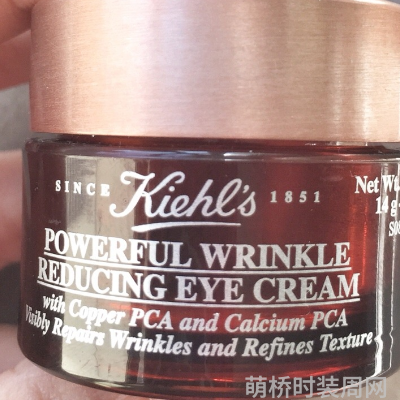 SINCE Kiehl's 1851
Net Wt.
14 g
POWERFUL WRINKLE
REDUCING EYE CREAM
with Copper PCA and Calcium PCA
Visibly Repairs Wrinkles and Refines Texture
萌桥时装周网